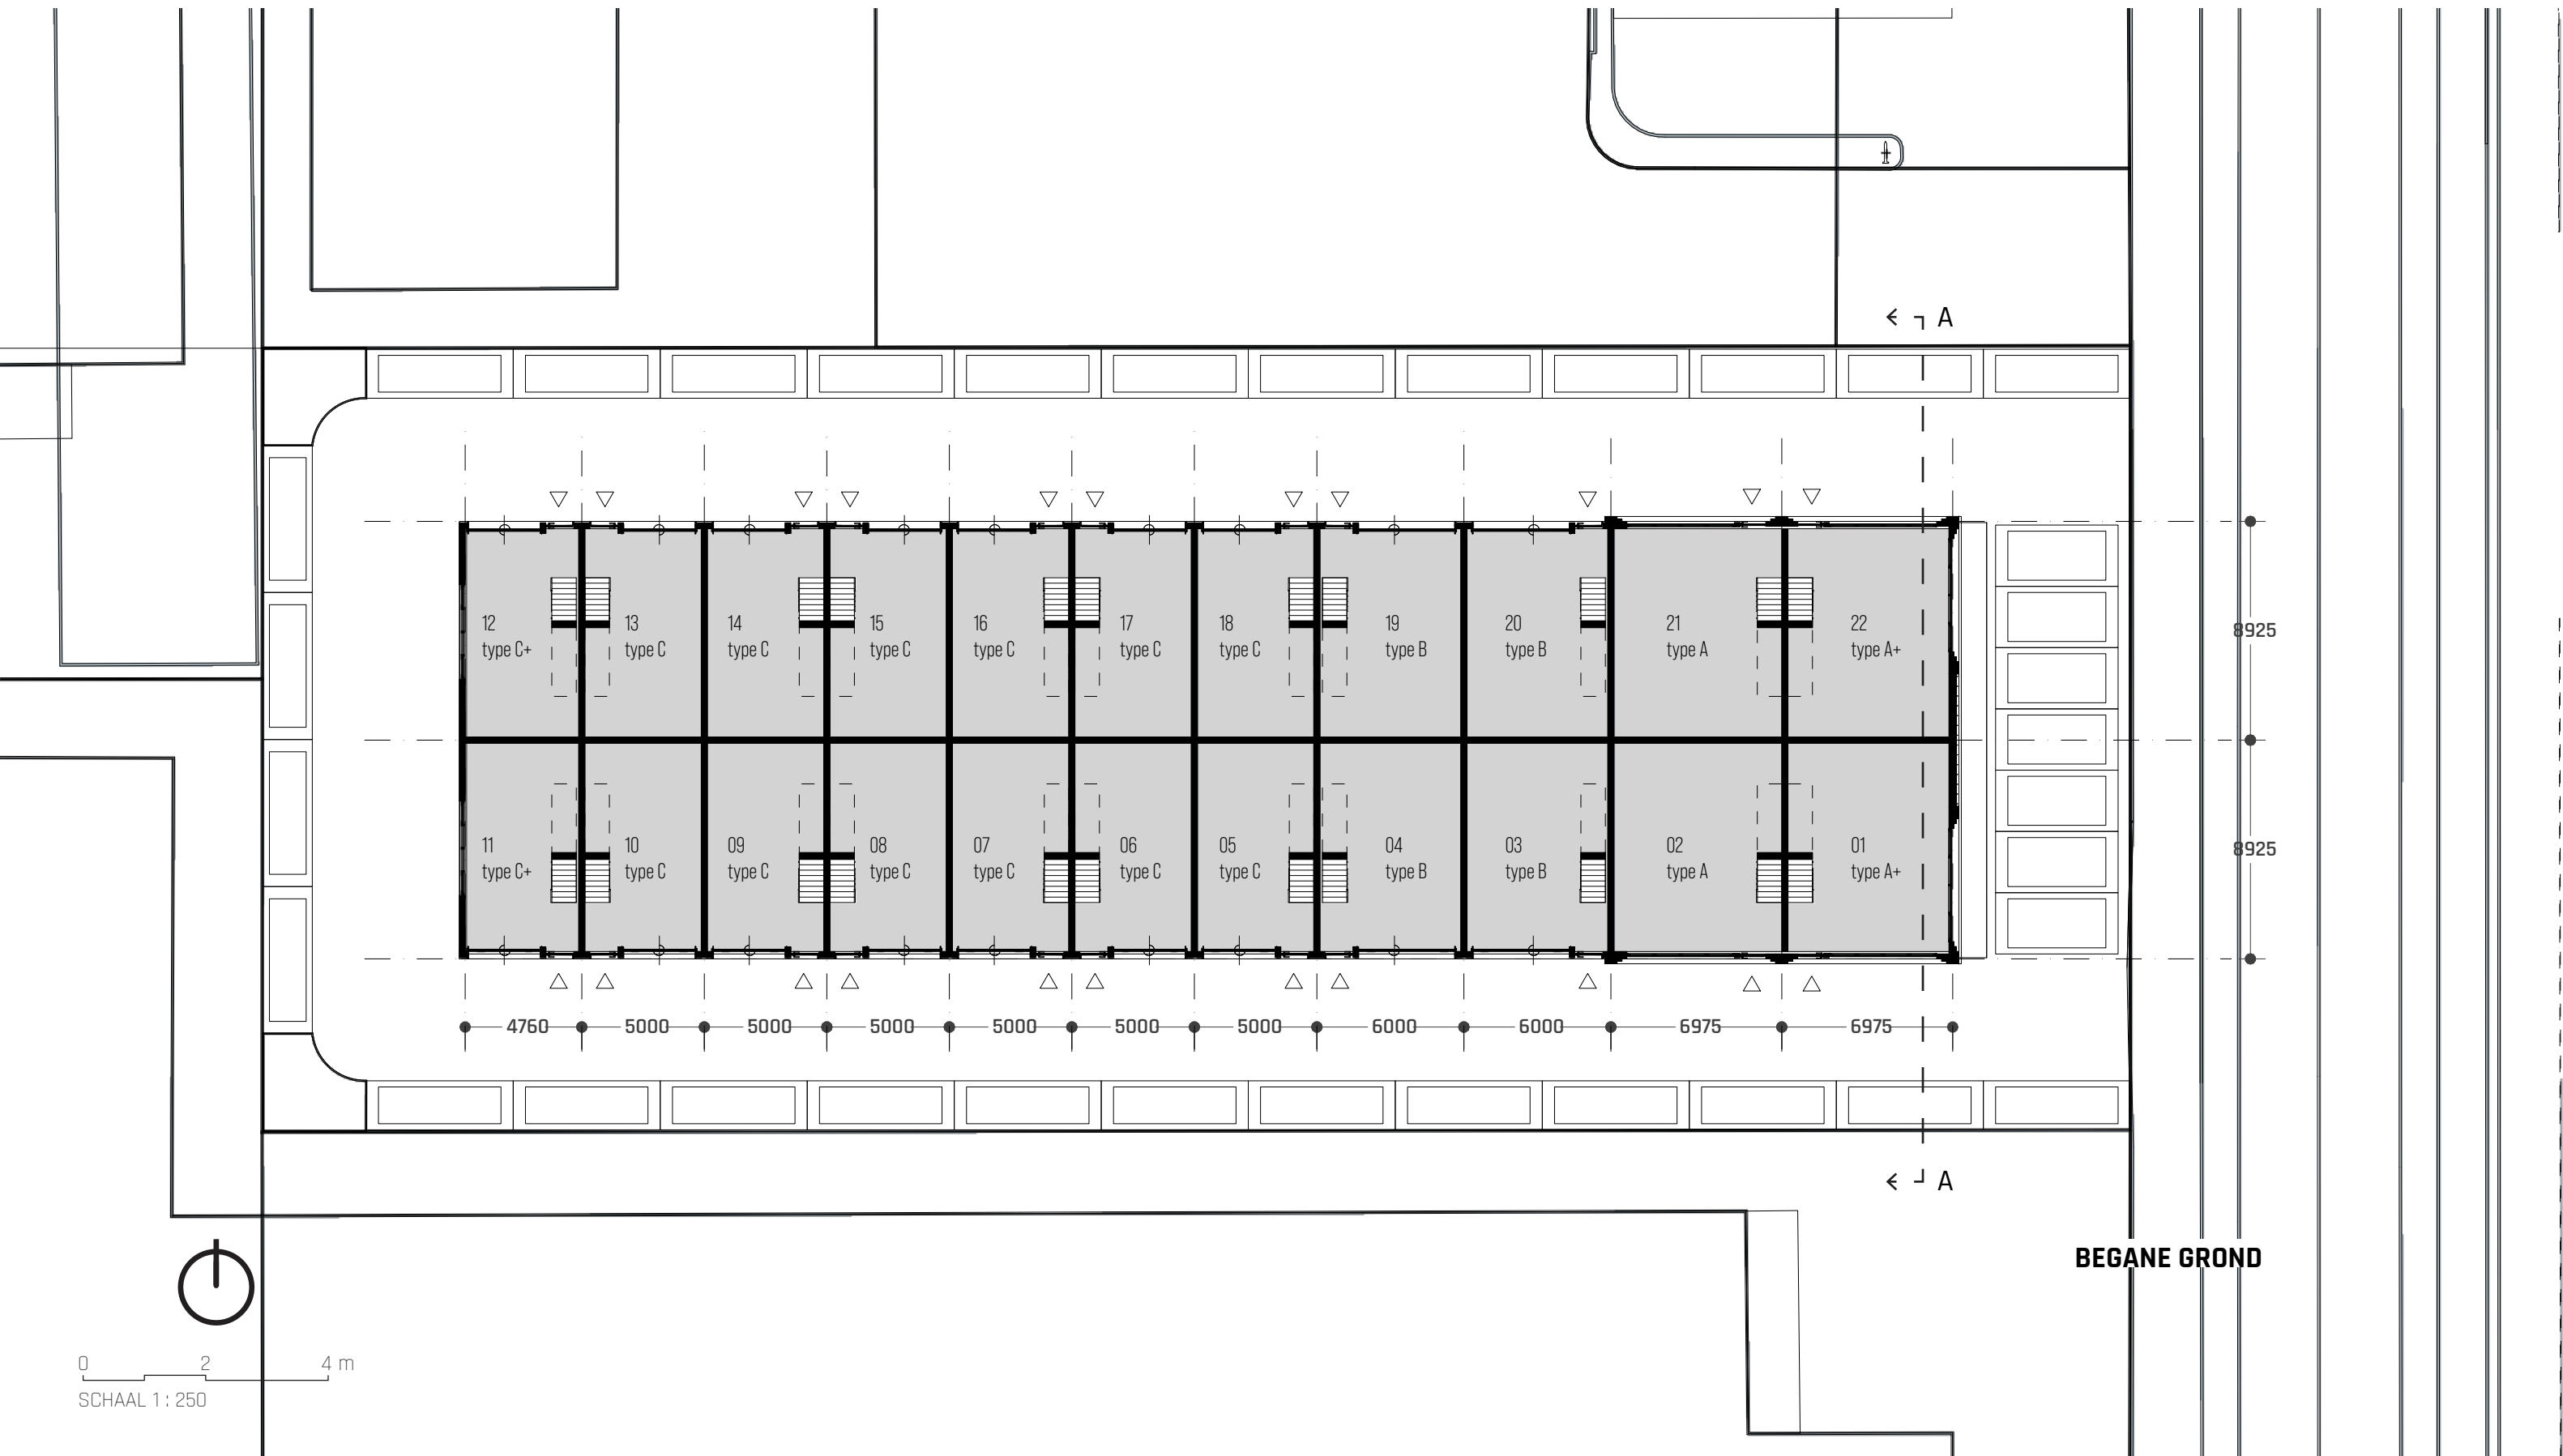 A
12
type C+
13
type C
14
type C
15
type C
16
type C
17
type C
18
type C
19
type B
20
type B
21
type A
22
type A+
8925
11
type C+
10
type C
09
type C
08
type C
07
type C
06
type C
05
type C
04
type B
03
type B
02
type A
01
type A+
8925
4760 5000 5000 5000 5000 5000 5000 6000 6000 6975 6975
A
BEGANE GROND
0 2 4 m
SCHAAL 1 : 250